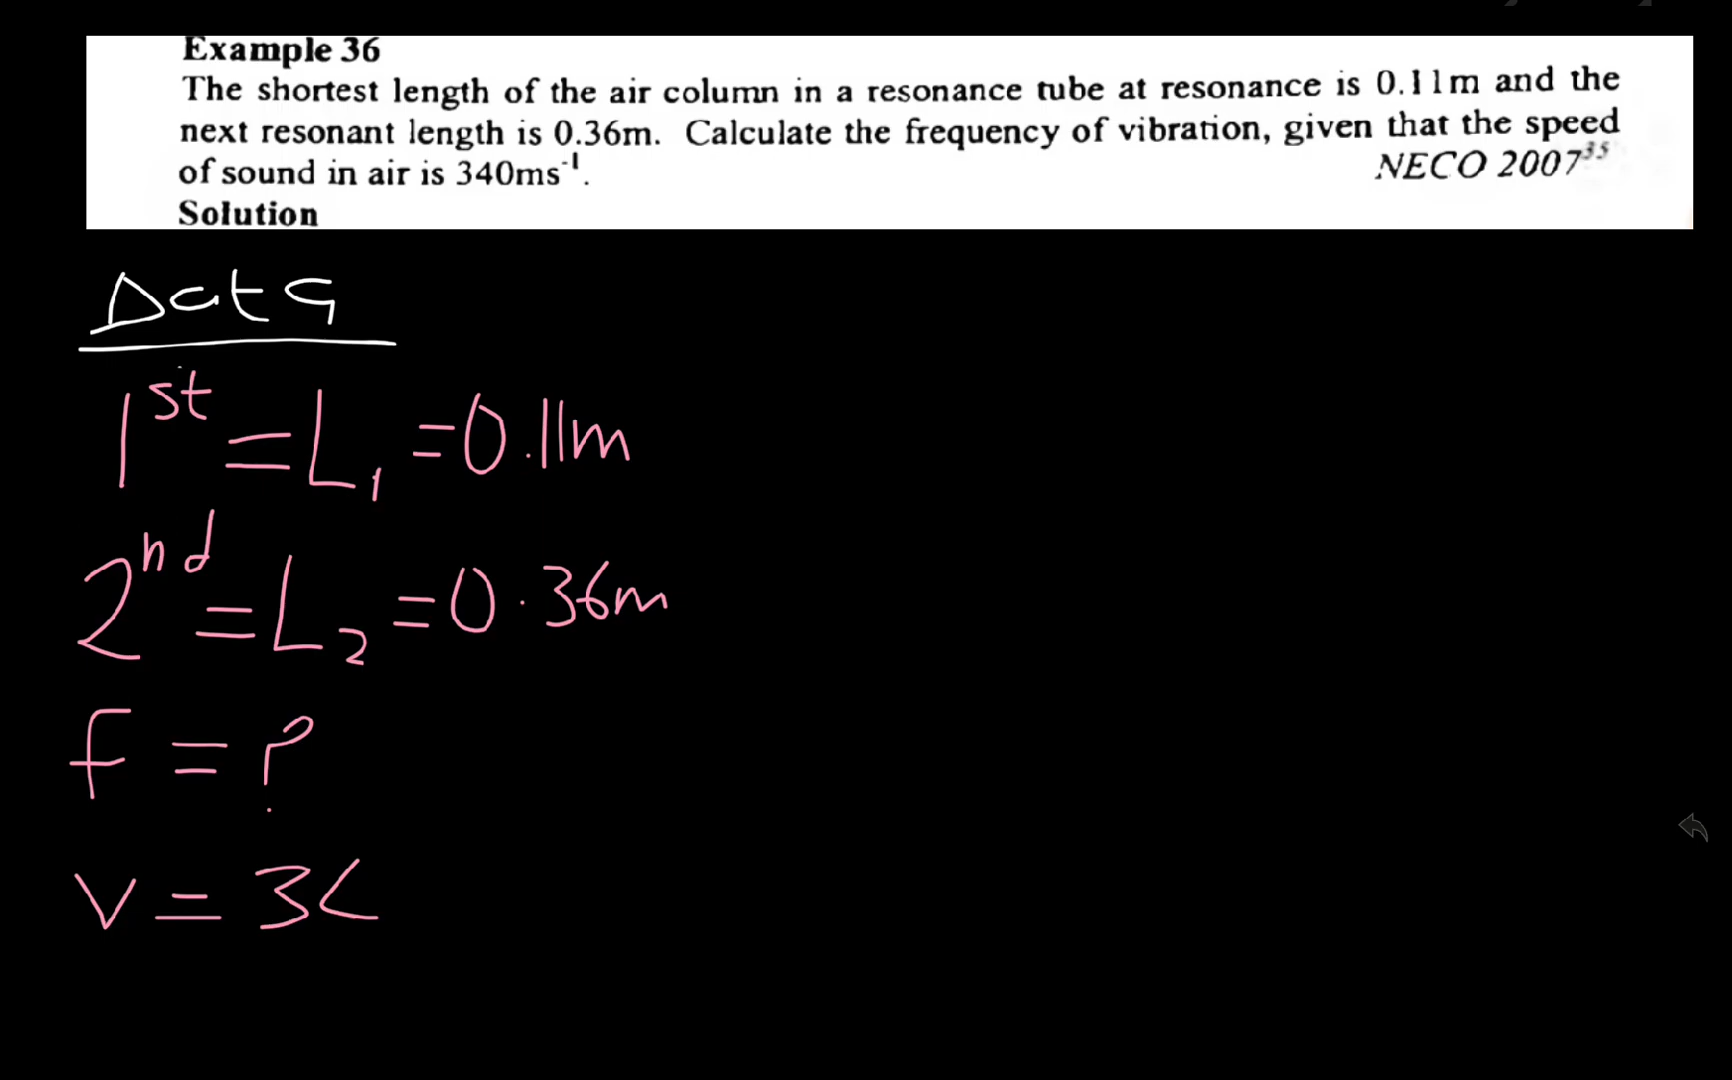 Example 36
The shortest length of the air column in a resonance tube at resonance is 0.11m and the
next resonant length is 0.36m. Calculate the frequency of vibration, given that the speed
of sound in air is 340ms⁻¹.
NECO 2007³⁵
Solution
Data
1ˢᵗ = L₁ = 0.11m
2ⁿᵈ = L₂ = 0.36m
f = ?
V = 3